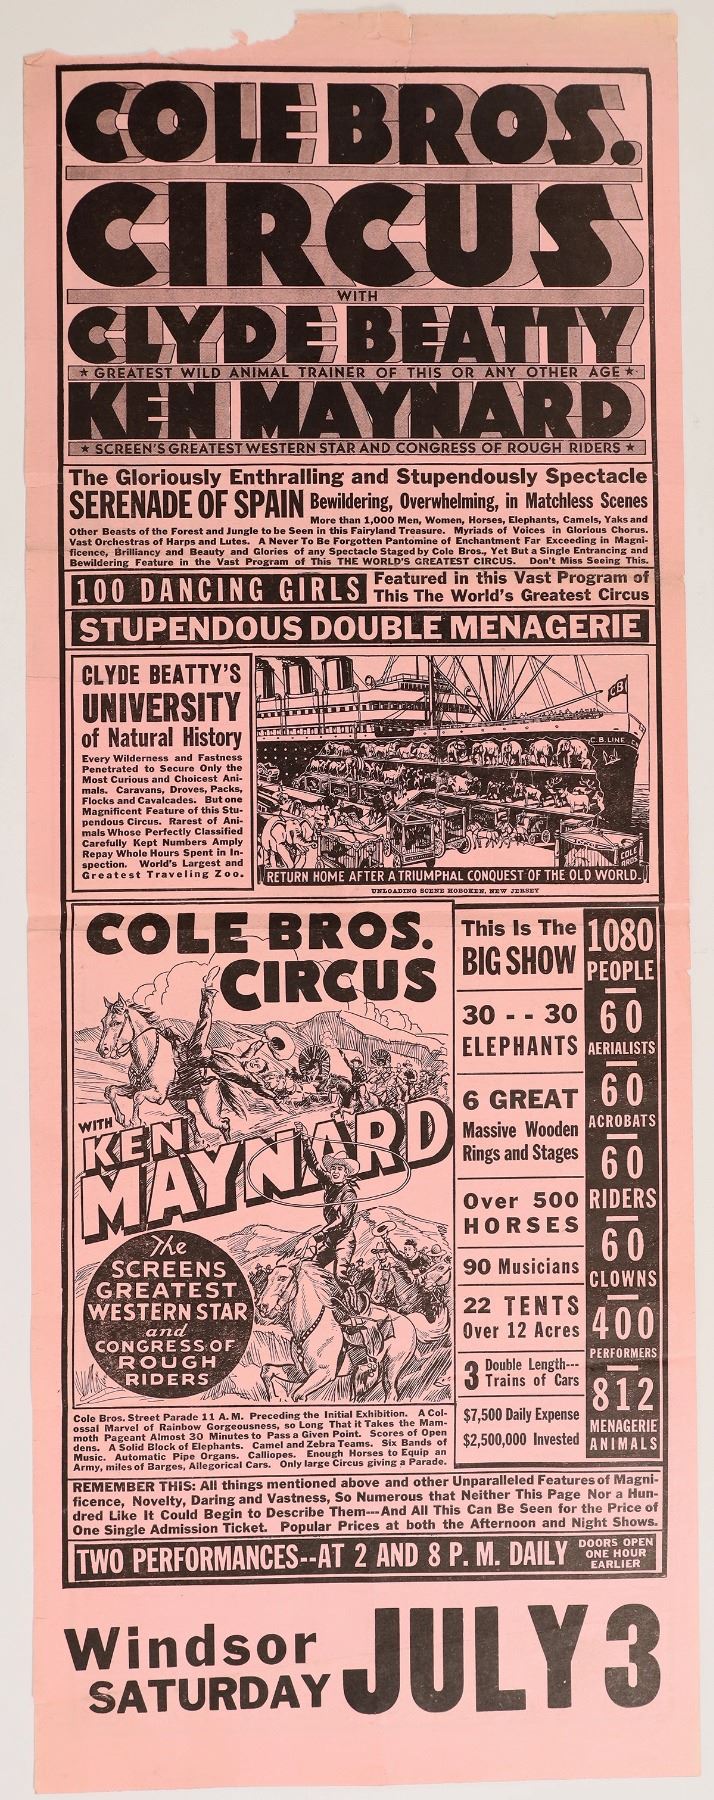 COLE BROS.
CIRCUS
WITH
CLYDE BEATTY
★ GREATEST WILD ANIMAL TRAINER OF THIS OR ANY OTHER AGE ★
KEN MAYNARD
★ SCREEN'S GREATEST WESTERN STAR AND CONGRESS OF ROUGH RIDERS ★
The Gloriously Enthralling and Stupendously Spectacle
SERENADE OF SPAIN Bewildering, Overwhelming, in Matchless Scenes
More than 1,000 Men, Women, Horses, Elephants, Camels, Yaks and
Other Beasts of the Forest and Jungle to be Seen in this Fairyland Treasure. Myriads of Voices in Glorious Chorus.
Vast Orchestras of Harps and Lutes. A Never To Be Forgotten Pantomine of Enchantment Far Exceeding in Magni-
ficence, Brilliancy and Beauty and Glories of any Spectacle Staged by Cole Bros., Yet But a Single Entrancing and
Bewildering Feature in the Vast Program of This THE WORLD'S GREATEST CIRCUS. Don't Miss Seeing This.
100 DANCING GIRLS Featured in this Vast Program of
This The World's Greatest Circus
STUPENDOUS DOUBLE MENAGERIE
CLYDE BEATTY'S
UNIVERSITY
of Natural History
Every Wilderness and Fastness
Penetrated to Secure Only the
Most Curious and Choicest Ani-
mals. Caravans, Droves, Packs,
Flocks and Cavalcades. But one
Magnificent Feature of this Stu-
pendous Circus. Rarest of Ani-
mals Whose Perfectly Classified
Carefully Kept Numbers Amply
Repay Whole Hours Spent in In-
spection. World's Largest and
Greatest Traveling Zoo.
CB
C.B. LINE
COLE
BROS.
RETURN HOME AFTER A TRIUMPHAL CONQUEST OF THE OLD WORLD.
UNLOADING SCENE HOBOKEN, NEW JERSEY
COLE BROS.
CIRCUS
WITH
KEN
MAYNARD
The
SCREENS
GREATEST
WESTERN STAR
and
CONGRESS OF
ROUGH
RIDERS
Cole Bros. Street Parade 11 A. M. Preceding the Initial Exhibition. A Col-
ossal Marvel of Rainbow Gorgeousness, so Long That it Takes the Mam-
moth Pageant Almost 30 Minutes to Pass a Given Point. Scores of Open
dens. A Solid Block of Elephants. Camel and Zebra Teams. Six Bands of
Music. Automatic Pipe Organs. Calliopes. Enough Horses to Equip an
Army, miles of Barges, Allegorical Cars. Only large Circus giving a Parade.
This Is The
BIG SHOW
30 - - 30
ELEPHANTS
6 GREAT
Massive Wooden
Rings and Stages
Over 500
HORSES
90 Musicians
22 TENTS
Over 12 Acres
3 Double Length---
Trains of Cars
$7,500 Daily Expense
$2,500,000 Invested
1080
PEOPLE
60
AERIALISTS
60
ACROBATS
60
RIDERS
60
CLOWNS
400
PERFORMERS
812
MENAGERIE
ANIMALS
REMEMBER THIS: All things mentioned above and other Unparalleled Features of Magni-
ficence, Novelty, Daring and Vastness, So Numerous that Neither This Page Nor a Hun-
dred Like It Could Begin to Describe Them---And All This Can Be Seen for the Price of
One Single Admission Ticket. Popular Prices at both the Afternoon and Night Shows.
TWO PERFORMANCES--AT 2 AND 8 P. M. DAILY
DOORS OPEN
ONE HOUR
EARLIER
Windsor
SATURDAY JULY 3